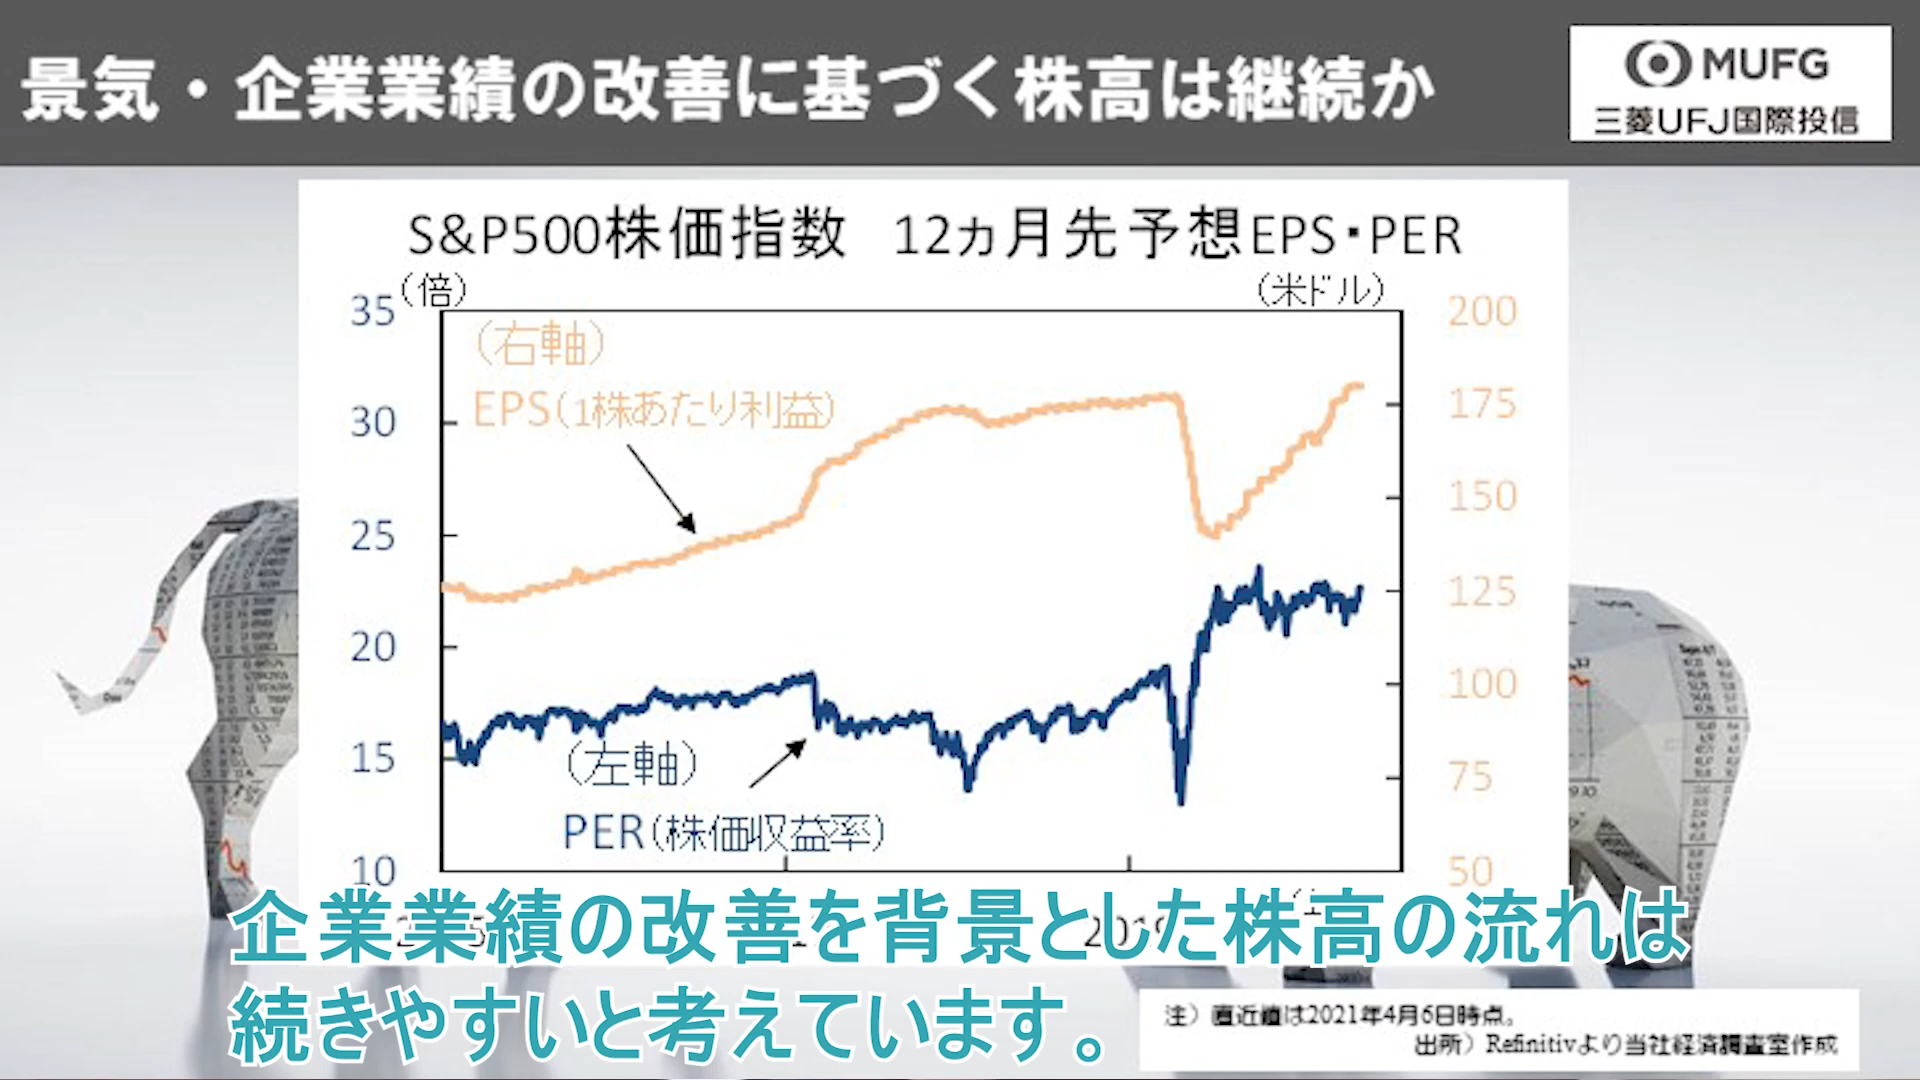 景気・企業業績の改善に基づく株高は継続か
MUFG
三菱UFJ国際投信
S&P500株価指数 12ヵ月先予想EPS・PER
(倍)
(米ドル)
35
30
25
20
15
10
200
175
150
125
100
75
50
(右軸)
EPS(1株あたり利益)
(左軸)
PER(株価収益率)
企業業績の改善を背景とした株高の流れは
続きやすいと考えています。
注）直近値は2021年4月6日時点。
出所）Refinitivより当社経済調査室作成